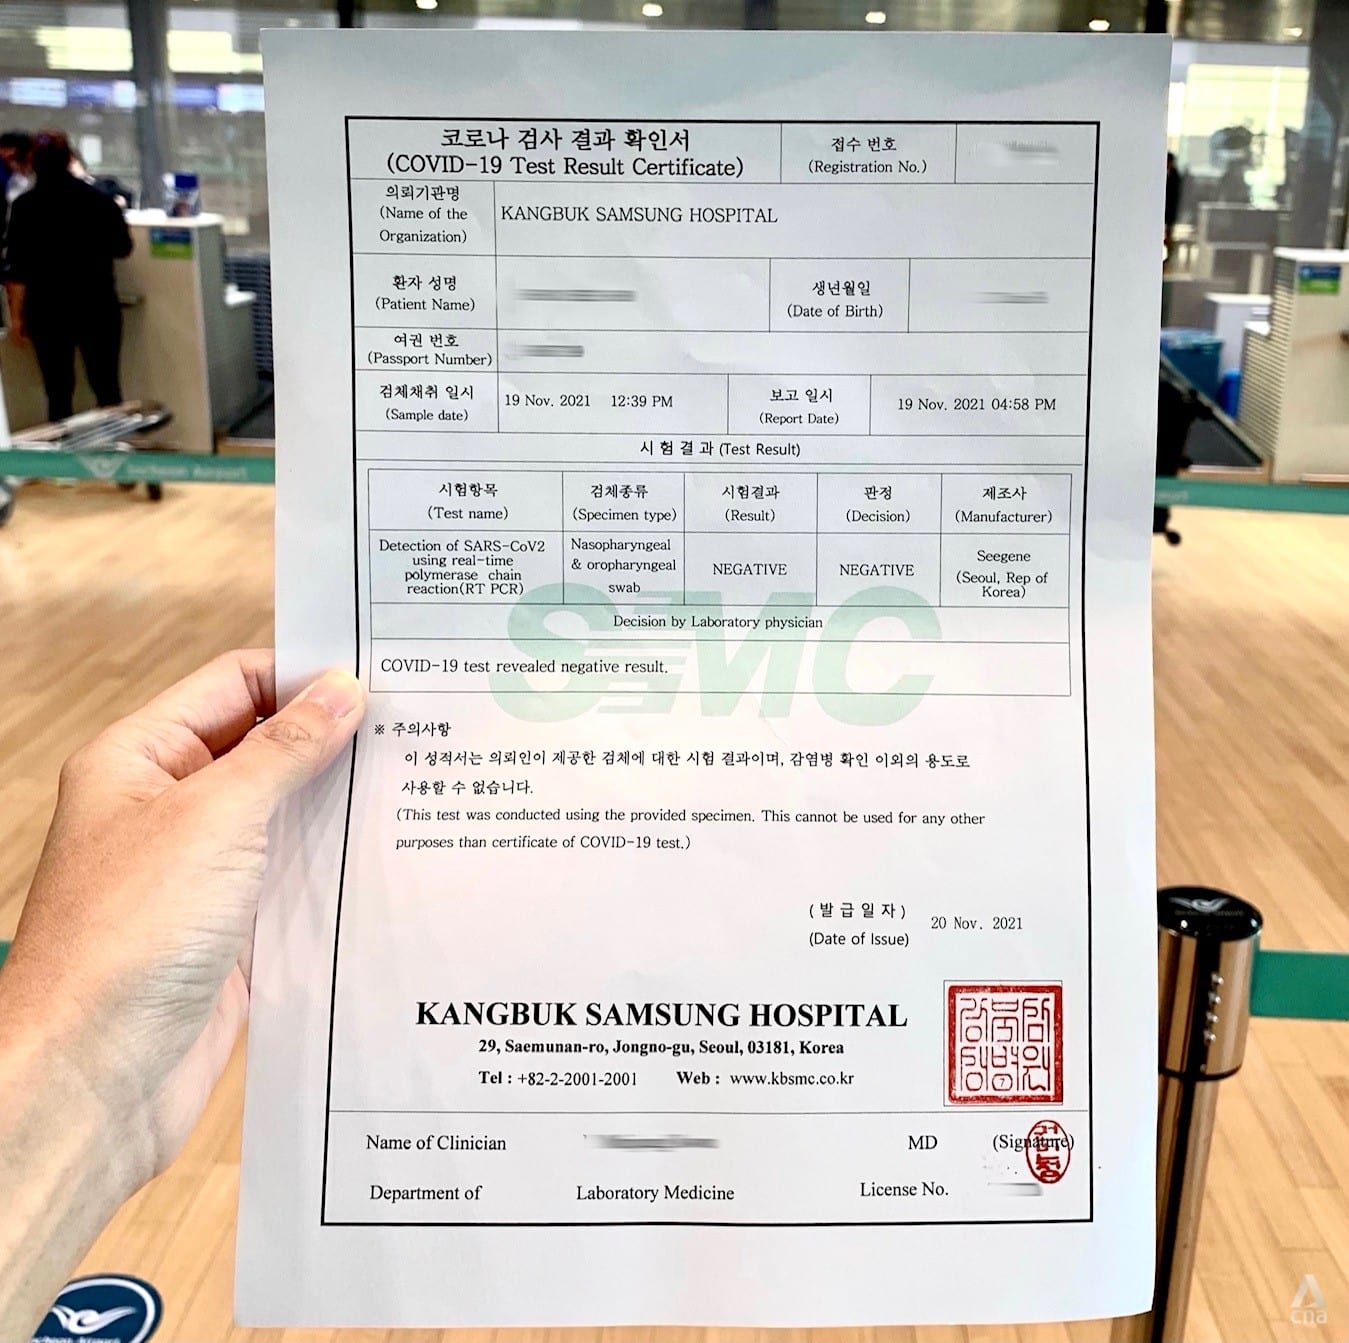 코로나 검사 결과 확인서
(COVID-19 Test Result Certificate)
접수 번호
(Registration No.)
의뢰기관명
(Name of the
Organization)
KANGBUK SAMSUNG HOSPITAL
환자 성명
(Patient Name)
생년월일
(Date of Birth)
여권 번호
(Passport Number)
검체채취 일시
(Sample date)
19 Nov. 2021 12:39 PM
보고 일시
(Report Date)
19 Nov. 2021 04:58 PM
시 험 결 과 (Test Result)
시험항목
(Test name)
검체종류
(Specimen type)
시험결과
(Result)
판정
(Decision)
제조사
(Manufacturer)
Detection of SARS-CoV2
using real-time
polymerase chain
reaction(RT PCR)
Nasopharyngeal
& oropharyngeal
swab
NEGATIVE
NEGATIVE
Seegene
(Seoul, Rep of
Korea)
Decision by Laboratory physician
SMC
COVID-19 test revealed negative result.
※ 주의사항
이 성적서는 의뢰인이 제공한 검체에 대한 시험 결과이며, 감염병 확인 이외의 용도로
사용할 수 없습니다.
(This test was conducted using the provided specimen. This cannot be used for any other
purposes than certificate of COVID-19 test.)
( 발 급 일 자 )
(Date of Issue)
20 Nov. 2021
KANGBUK SAMSUNG HOSPITAL
29, Saemunan-ro, Jongno-gu, Seoul, 03181, Korea
Tel : +82-2-2001-2001 Web : www.kbsmc.co.kr
Name of Clinician
MD
(Signature)
Department of
Laboratory Medicine
License No.
Incheon Airport
cna